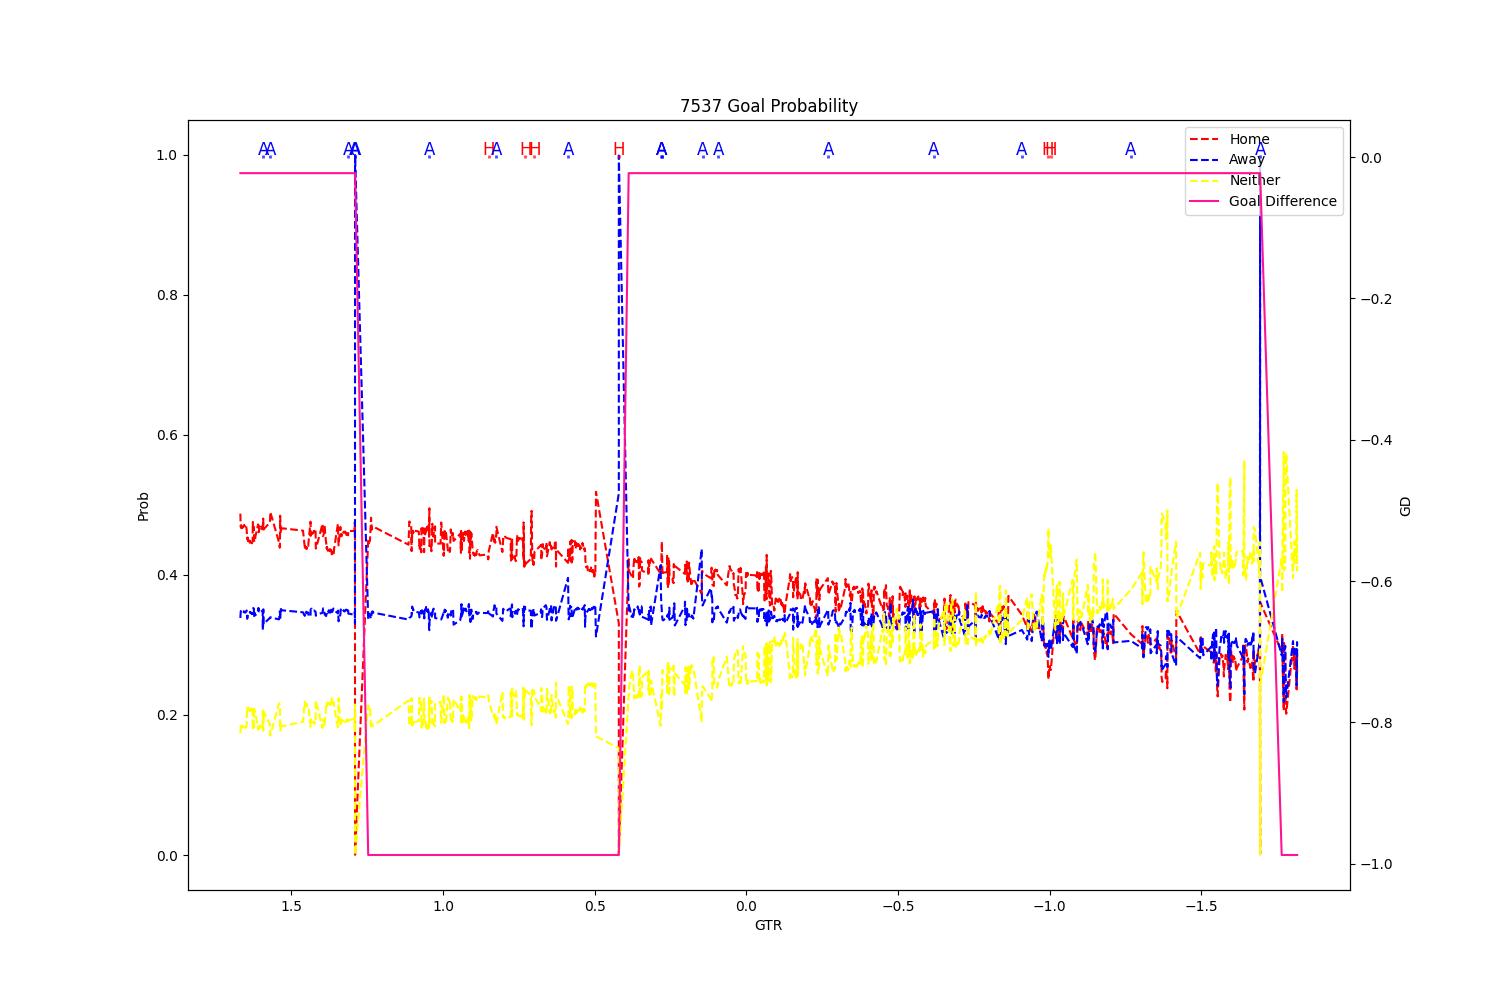 7537 Goal Probability
A A A A A A H A H H A H A A A A A A A H H A A
Home
Away
Neither
Goal Difference
1.0
0.8
0.6
0.4
0.2
0.0
Prob
0.0
−0.2
−0.4
−0.6
−0.8
−1.0
GD
1.5 1.0 0.5 0.0 −0.5 −1.0 −1.5
GTR